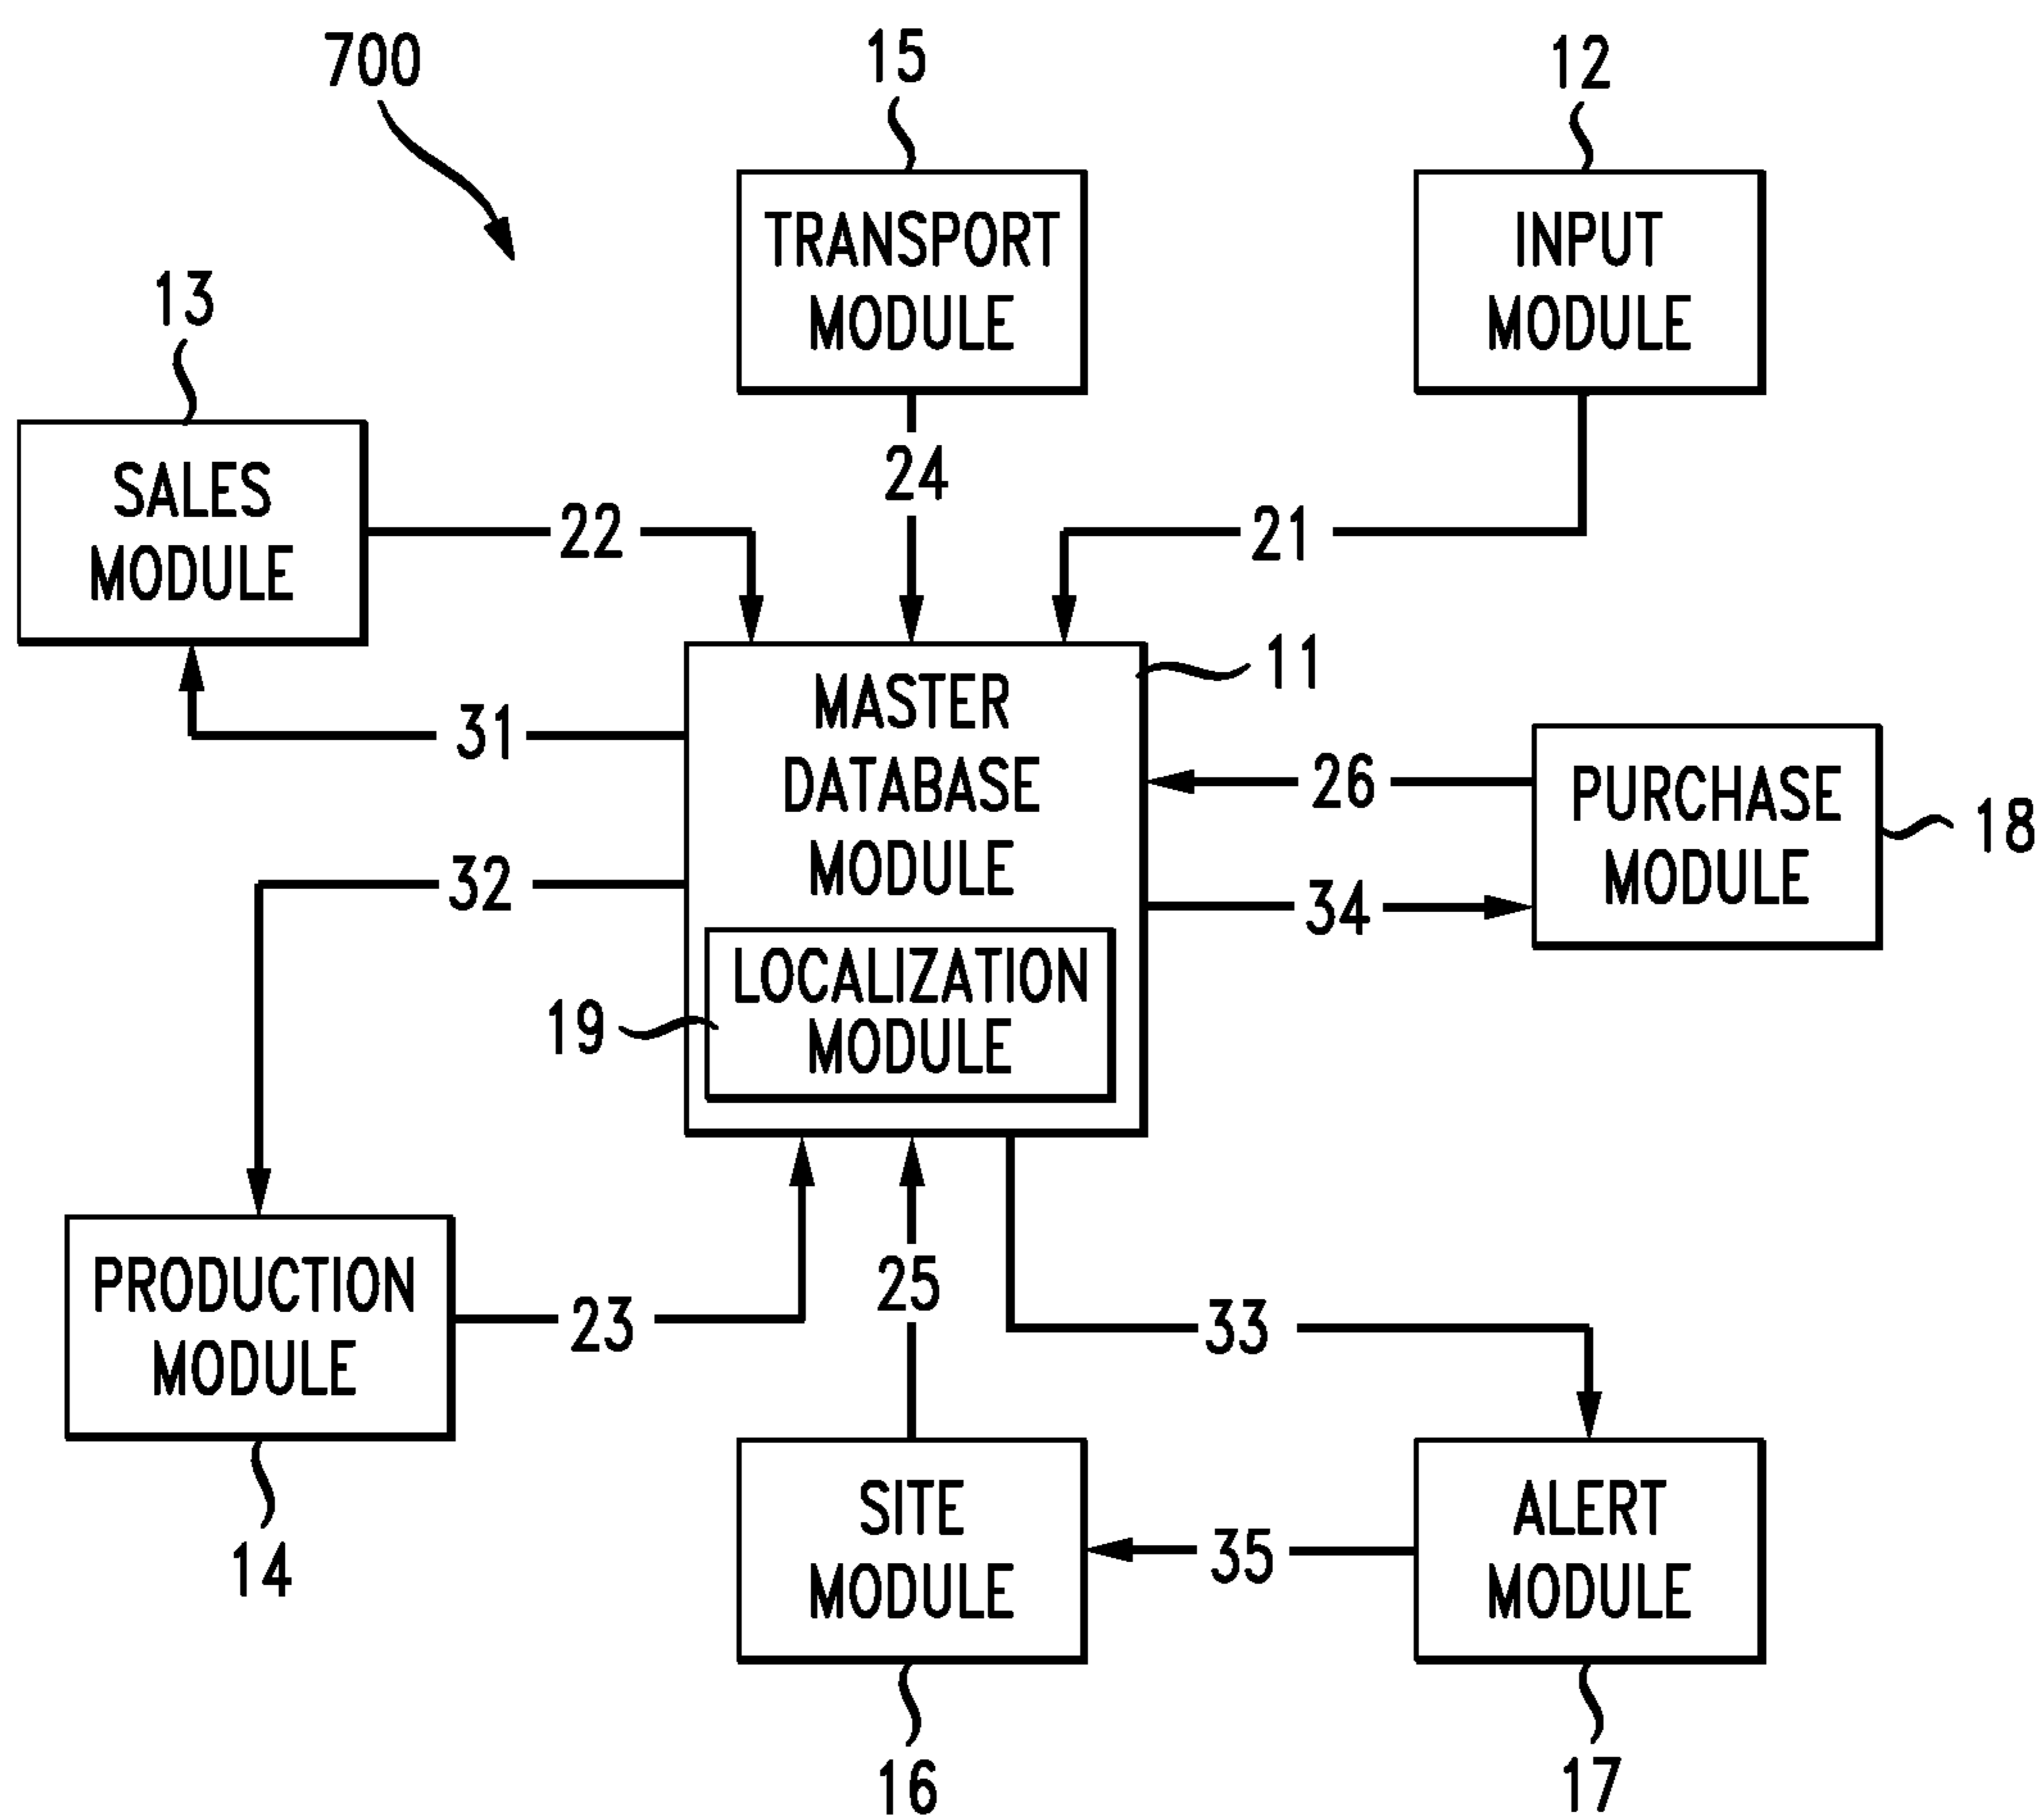 700
15
12
TRANSPORT
MODULE
INPUT
MODULE
13
SALES
MODULE
24
22
21
11
MASTER
DATABASE
MODULE
31
26
PURCHASE
MODULE
18
32
34
LOCALIZATION
MODULE
19
PRODUCTION
MODULE
25
23
33
14
SITE
MODULE
35
ALERT
MODULE
16
17